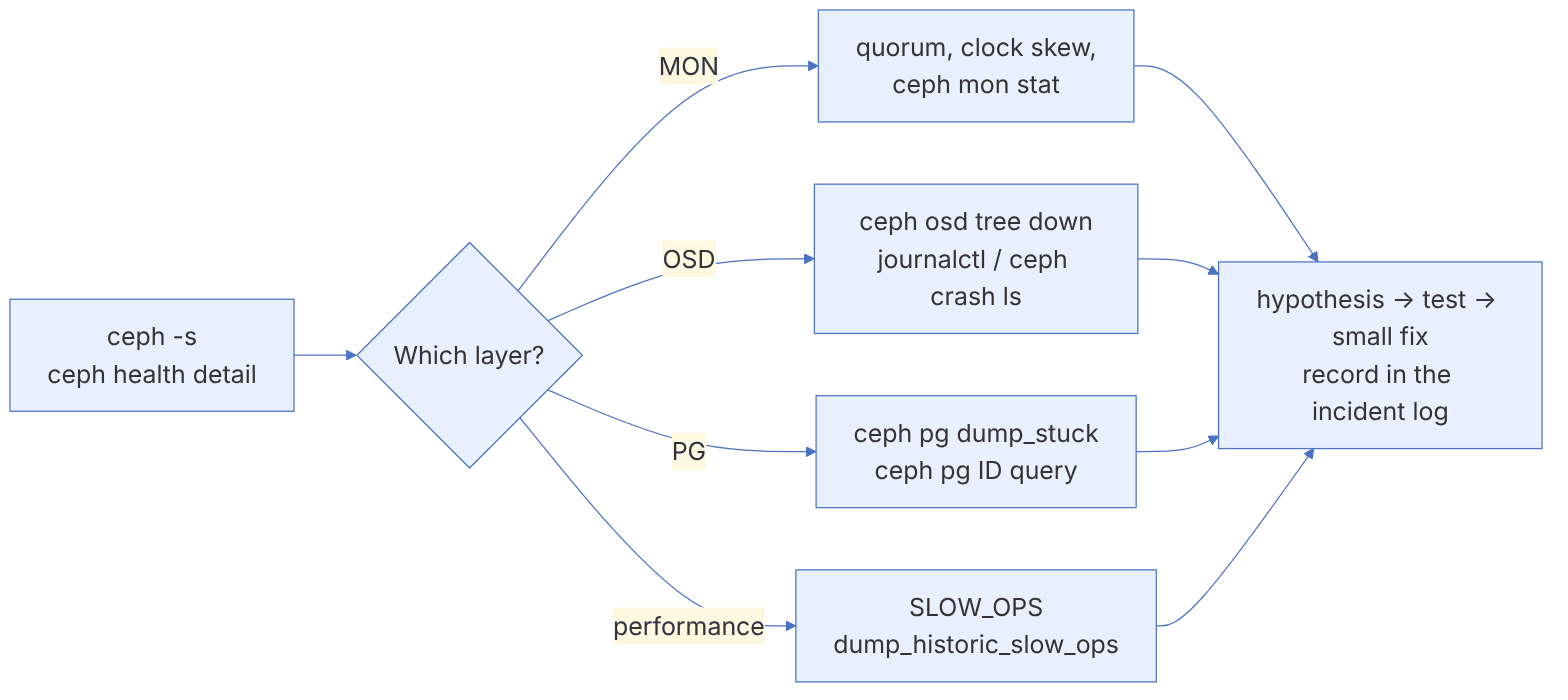 ceph -s
ceph health detail
Which layer?
MON
quorum, clock skew,
ceph mon stat
OSD
ceph osd tree down
journalctl / ceph
crash ls
PG
ceph pg dump_stuck
ceph pg ID query
performance
SLOW_OPS
dump_historic_slow_ops
hypothesis → test →
small fix
record in the
incident log